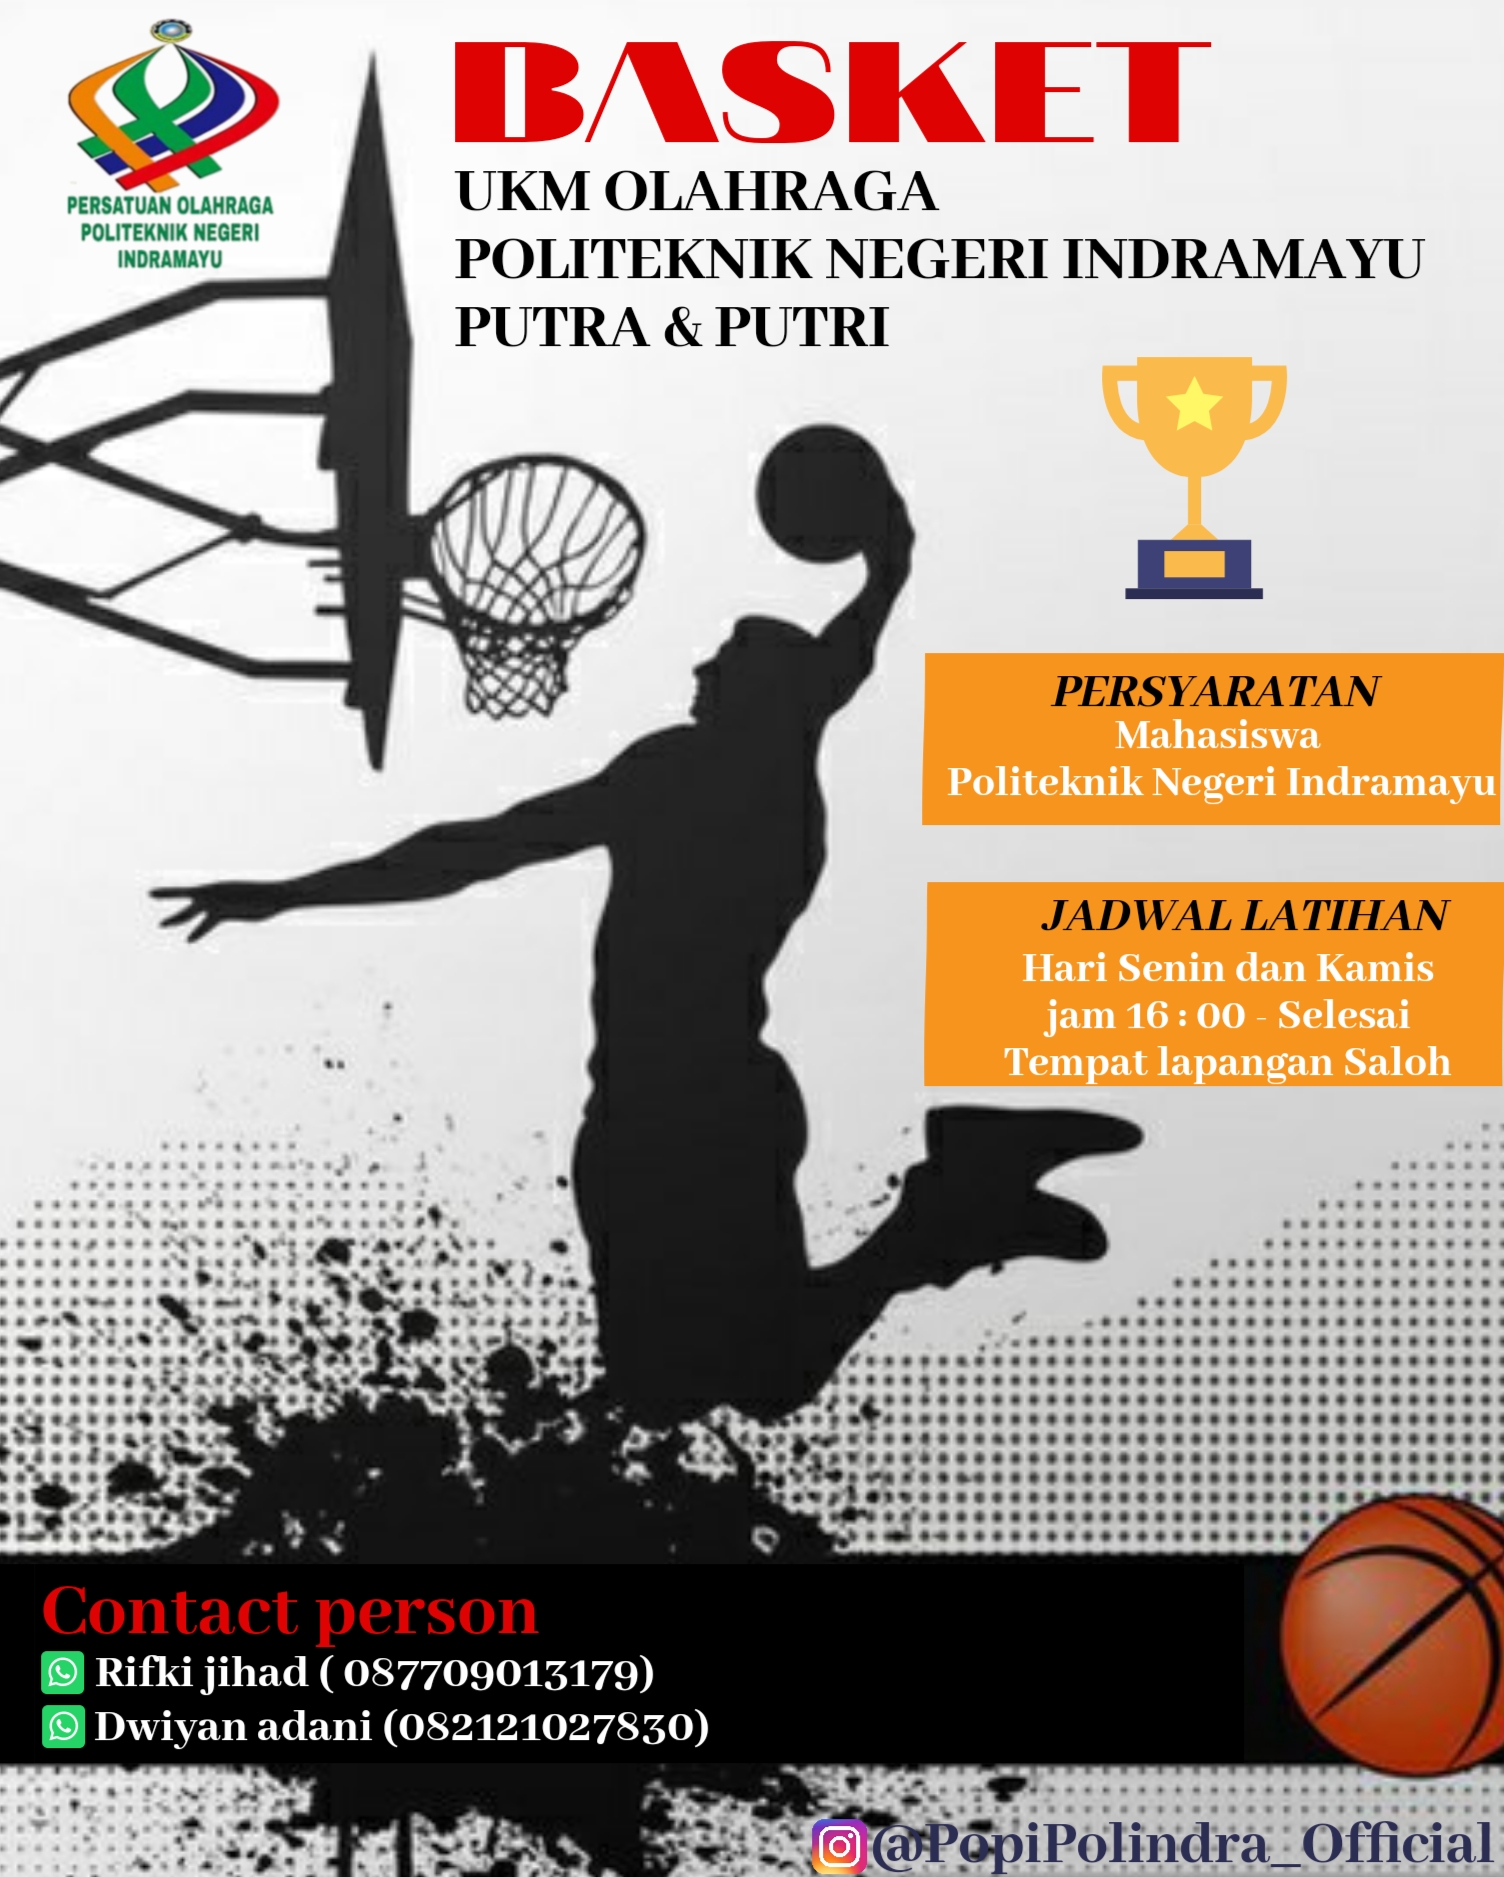 PERSATUAN OLAHRAGA
POLITEKNIK NEGERI
INDRAMAYU
BASKET
UKM OLAHRAGA
POLITEKNIK NEGERI INDRAMAYU
PUTRA & PUTRI
PERSYARATAN
Mahasiswa
Politeknik Negeri Indramayu
JADWAL LATIHAN
Hari Senin dan Kamis
jam 16 : 00 - Selesai
Tempat lapangan Saloh
Contact person
Rifki jihad ( 087709013179)
Dwiyan adani (082121027830)
@PopiPolindra_Official